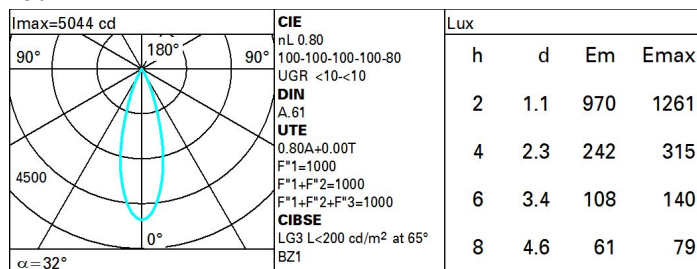 Imax=5044 cd
90°
180°
90°
4500
0°
α=32°
CIE
nL 0.80
100-100-100-100-80
UGR <10-<10
DIN
A.61
UTE
0.80A+0.00T
F"1=1000
F"1+F"2=1000
F"1+F"2+F"3=1000
CIBSE
LG3 L<200 cd/m² at 65°
BZ1
Lux
h d Em Emax
2 1.1 970 1261
4 2.3 242 315
6 3.4 108 140
8 4.6 61 79